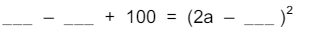 ___ – ___ + 100 = (2a – ___ )²